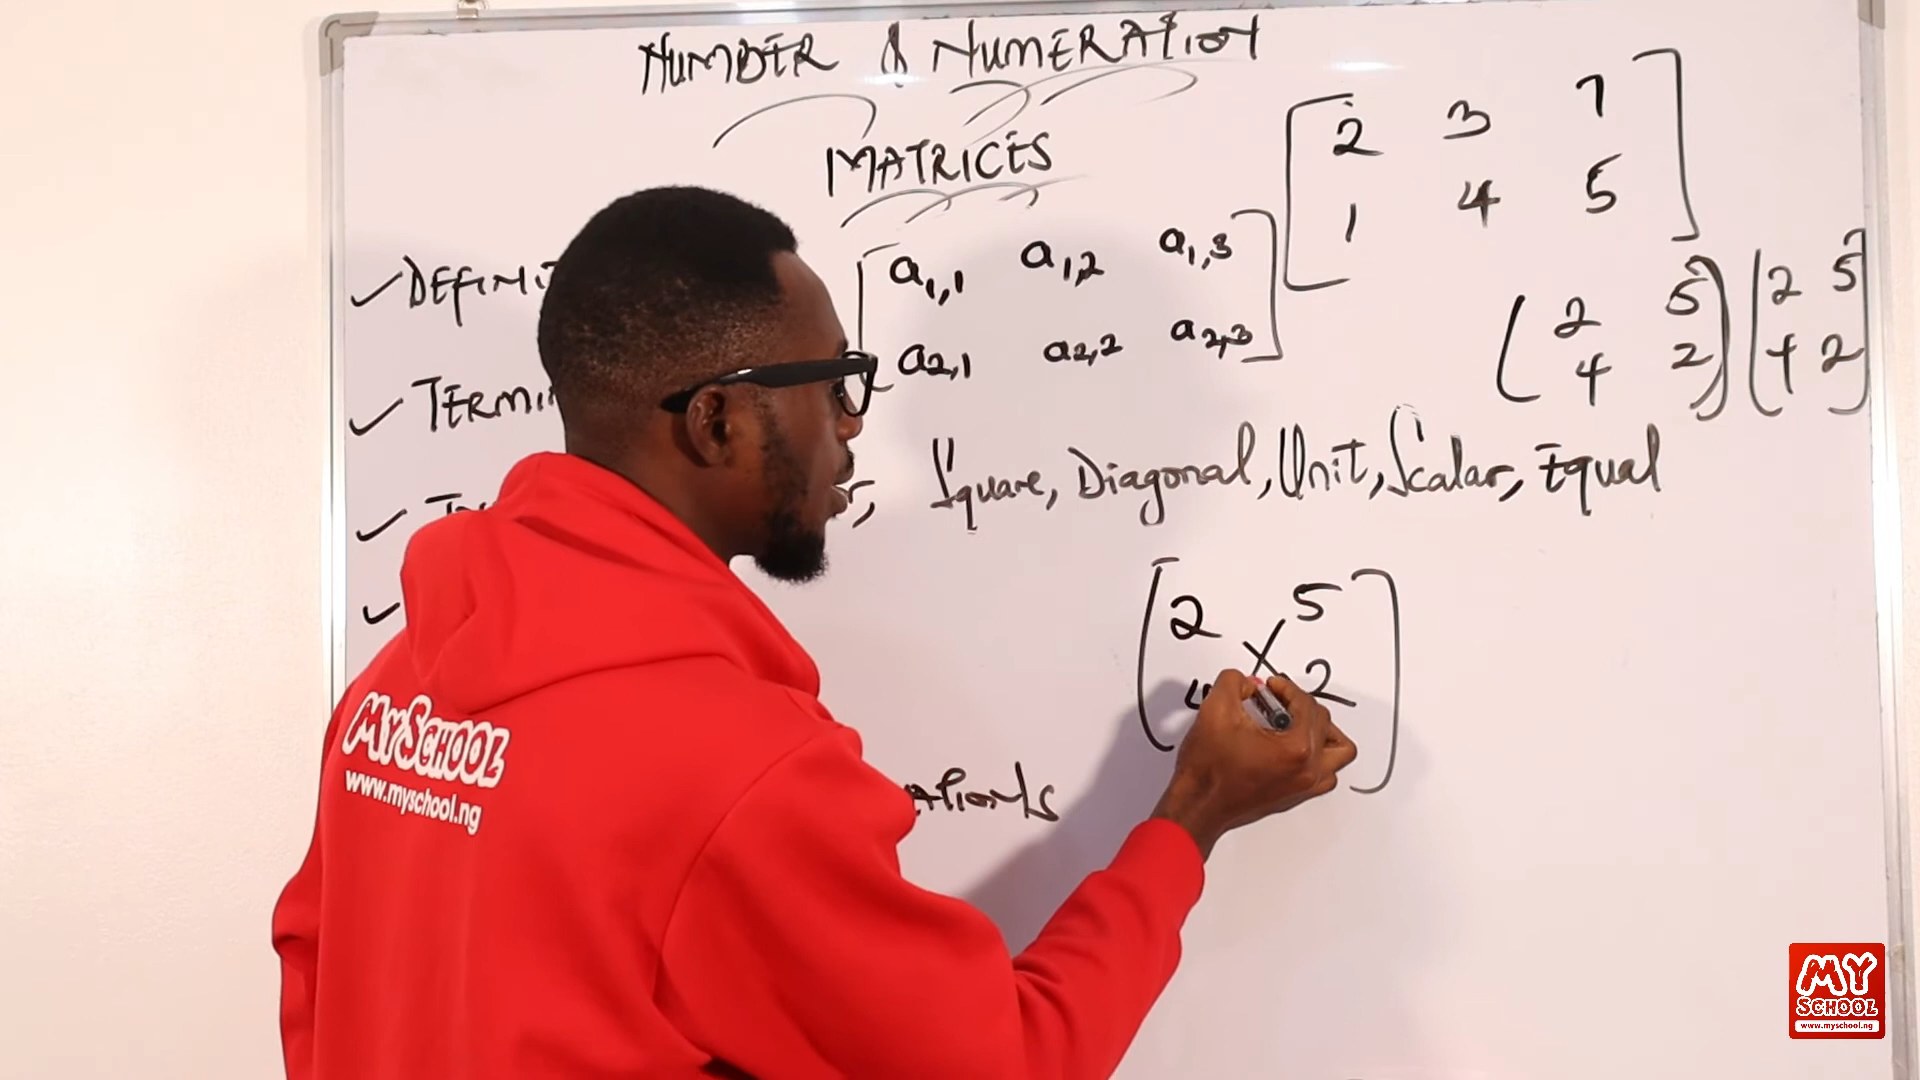 NUMBER & NUMERATION
MATRICES
2 3 7
1 4 5
a1,1 a1,2 a1,3
a2,1 a2,2 a2,3
2 5
4 2
2 5
4 2
Square, Diagonal, Unit, Scalar, Equal
2 5
4 2
MYSCHOOL
www.myschool.ng
MY
SCHOOL
www.myschool.ng